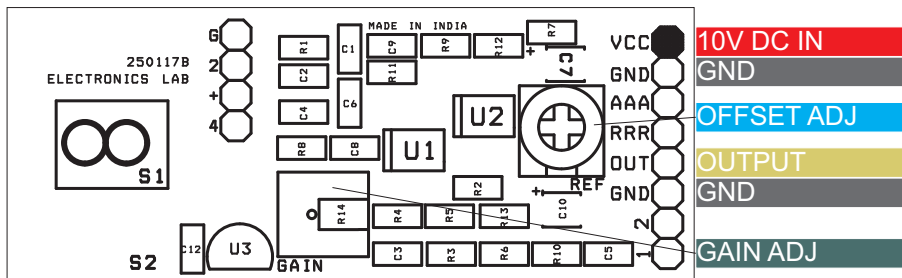 MADE IN INDIA
250117B
ELECTRONICS LAB
G
2
+
4
R1
C1
C9
R9
R12
R7
+
C7
C2
R11
C4
C6
R8
C8
U1
U2
REF
S1
R2
+
C10
R14
R4
R5
R13
C12
U3
S2
GAIN
C3
R3
R6
R10
C5
VCC
GND
AAA
RRR
OUT
GND
2
1
10V DC IN
GND
OFFSET ADJ
OUTPUT
GND
GAIN ADJ